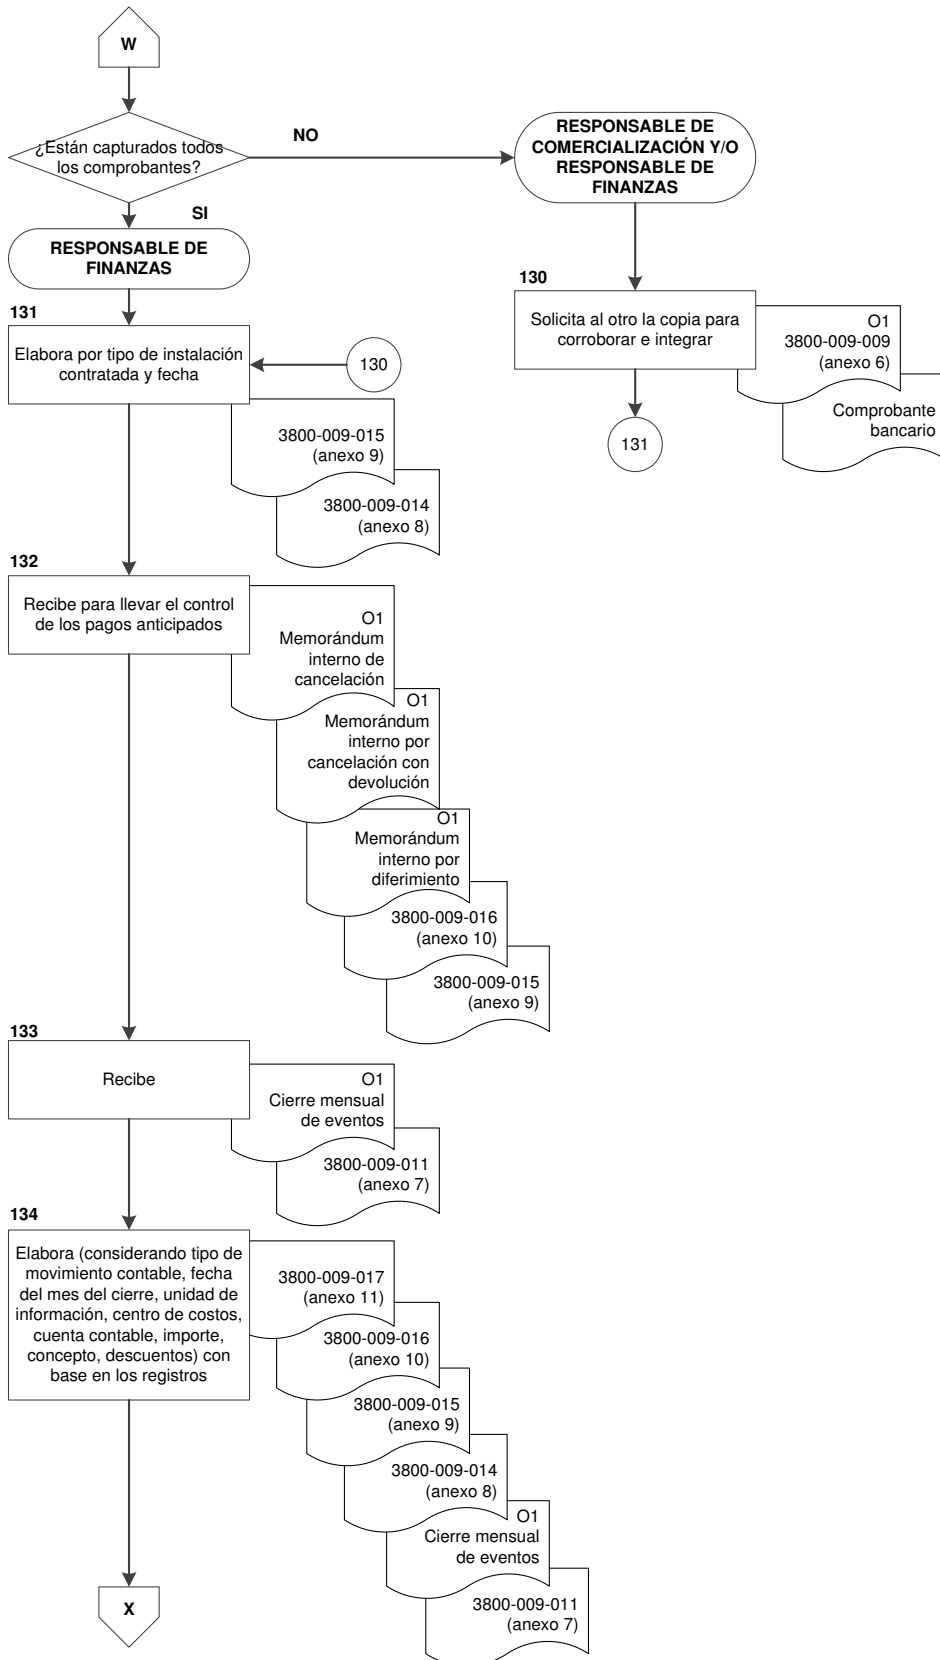 W
¿Están capturados todos
los comprobantes?
NO
SI
RESPONSABLE DE
COMERCIALIZACIÓN Y/O
RESPONSABLE DE
FINANZAS
130
Solicita al otro la copia para
corroborar e integrar
O1
3800-009-009
(anexo 6)
Comprobante
bancario
131
RESPONSABLE DE
FINANZAS
131
Elabora por tipo de instalación
contratada y fecha
130
3800-009-015
(anexo 9)
3800-009-014
(anexo 8)
132
Recibe para llevar el control
de los pagos anticipados
O1
Memorándum
interno de
cancelación
O1
Memorándum
interno por
cancelación con
devolución
O1
Memorándum
interno por
diferimiento
3800-009-016
(anexo 10)
3800-009-015
(anexo 9)
133
Recibe
O1
Cierre mensual
de eventos
3800-009-011
(anexo 7)
134
Elabora (considerando tipo de
movimiento contable, fecha
del mes del cierre, unidad de
información, centro de costos,
cuenta contable, importe,
concepto, descuentos) con
base en los registros
3800-009-017
(anexo 11)
3800-009-016
(anexo 10)
3800-009-015
(anexo 9)
3800-009-014
(anexo 8)
O1
Cierre mensual
de eventos
3800-009-011
(anexo 7)
X